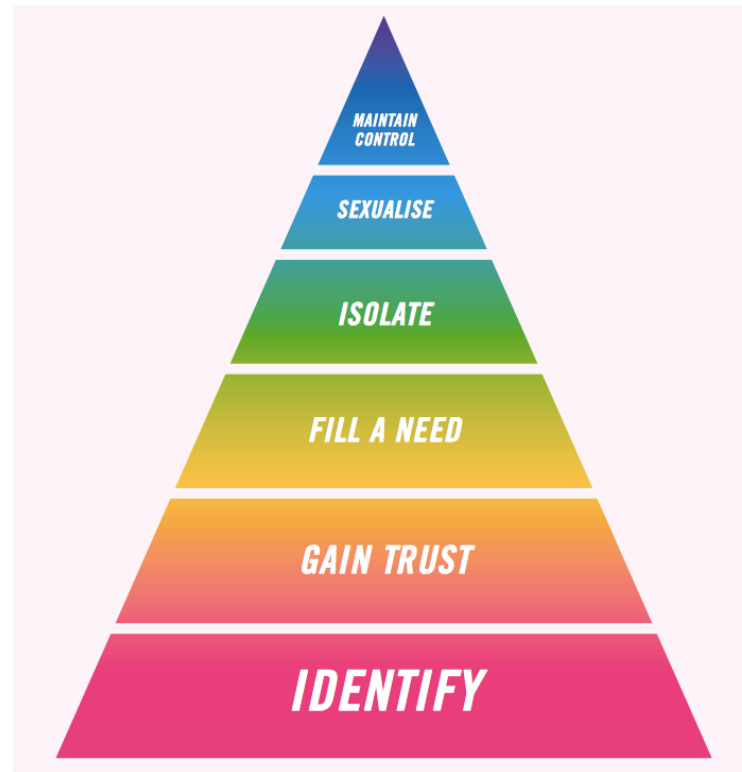 MAINTAIN
CONTROL
SEXUALISE
ISOLATE
FILL A NEED
GAIN TRUST
IDENTIFY